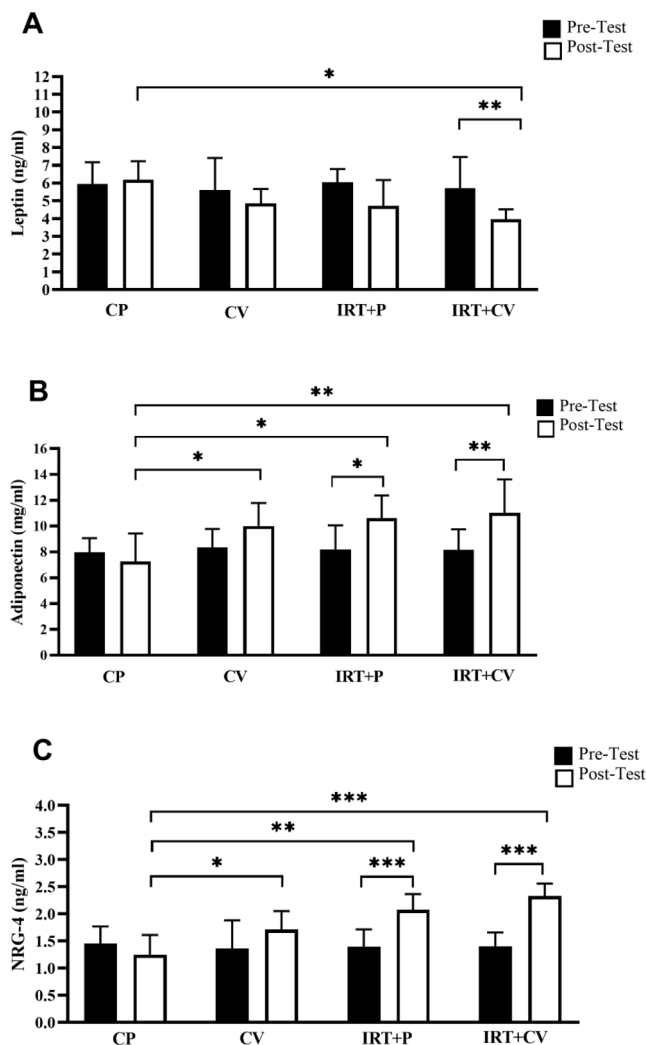 A
Pre-Test
Post-Test
Leptin (ng/ml)
12
11
10
9
8
7
6
5
4
3
2
1
0
*
**
CP CV IRT+P IRT+CV
B
Pre-Test
Post-Test
Adiponectin (mg/ml)
16
14
12
10
8
6
4
2
0
**
*
*
*
**
CP CV IRT+P IRT+CV
C
Pre-Test
Post-Test
NRG-4 (ng/ml)
4.0
3.5
3.0
2.5
2.0
1.5
1.0
0.5
0.0
***
**
*
***
***
CP CV IRT+P IRT+CV